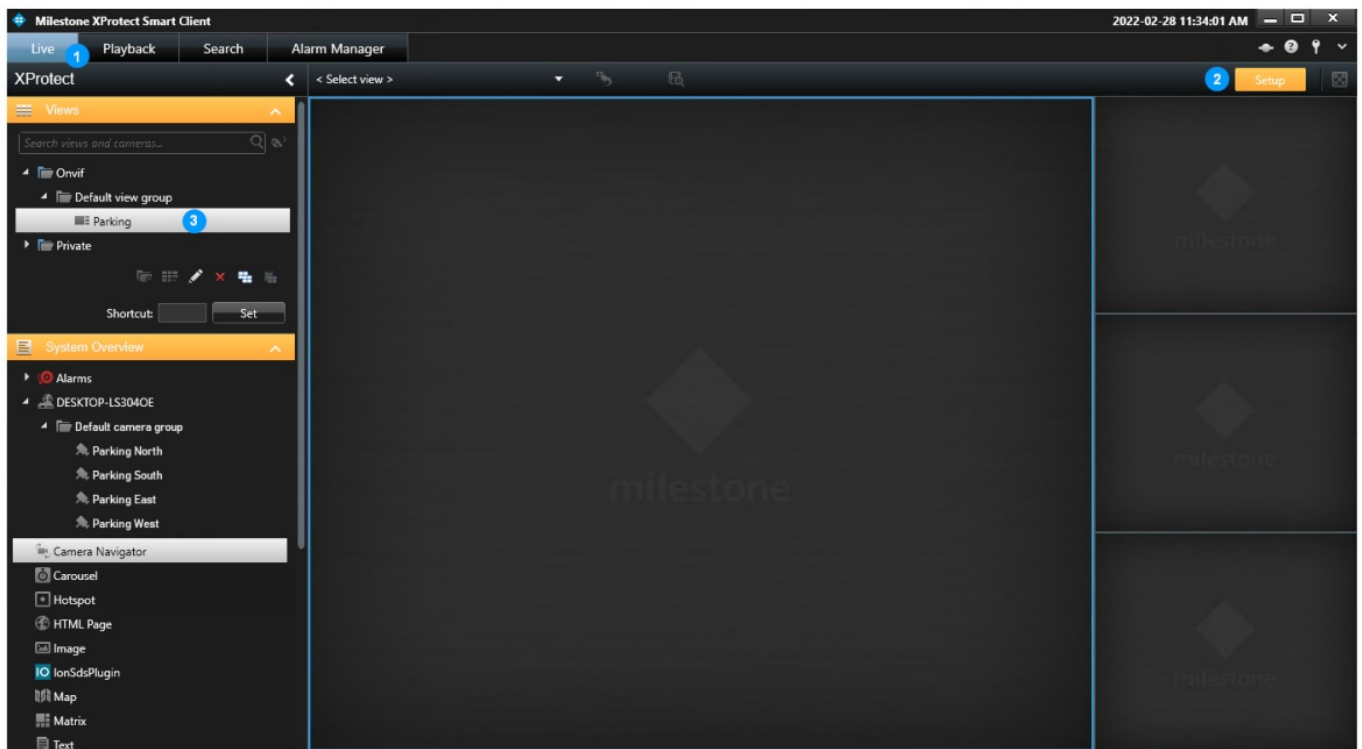 Milestone XProtect Smart Client
2022-02-28 11:34:01 AM
Live 1 Playback Search Alarm Manager
XProtect
< Select view >
2 Setup
Views
Search views and cameras...
Onvif
Default view group
Parking 3
Private
Shortcut: Set
System Overview
Alarms
DESKTOP-LS304OE
Default camera group
Parking North
Parking South
Parking East
Parking West
Camera Navigator
Carousel
Hotspot
HTML Page
Image
IO IonSdsPlugin
Map
Matrix
Text
milestone
milestone
milestone
milestone